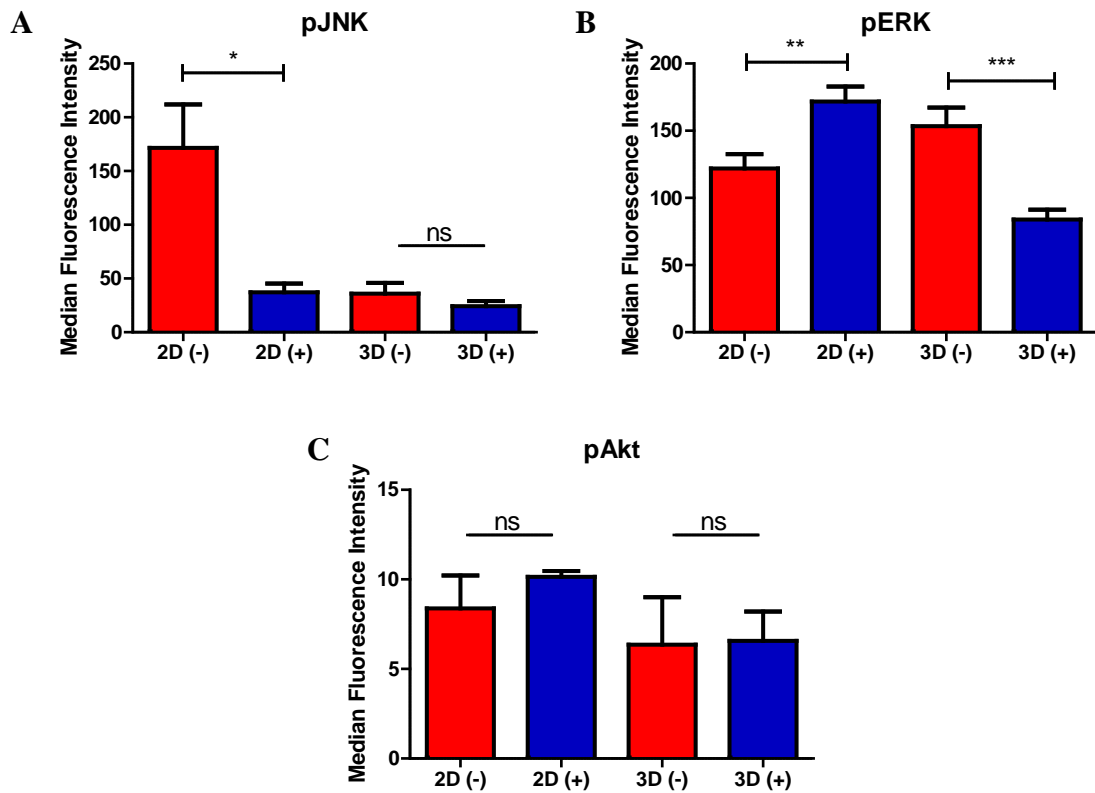 A
pJNK
Median Fluorescence Intensity
250
200
150
100
50
0
*
ns
2D (-) 2D (+) 3D (-) 3D (+)
B
pERK
Median Fluorescence Intensity
200
150
100
50
0
**
***
2D (-) 2D (+) 3D (-) 3D (+)
C
pAkt
Median Fluorescence Intensity
15
10
5
0
ns ns
2D (-) 2D (+) 3D (-) 3D (+)